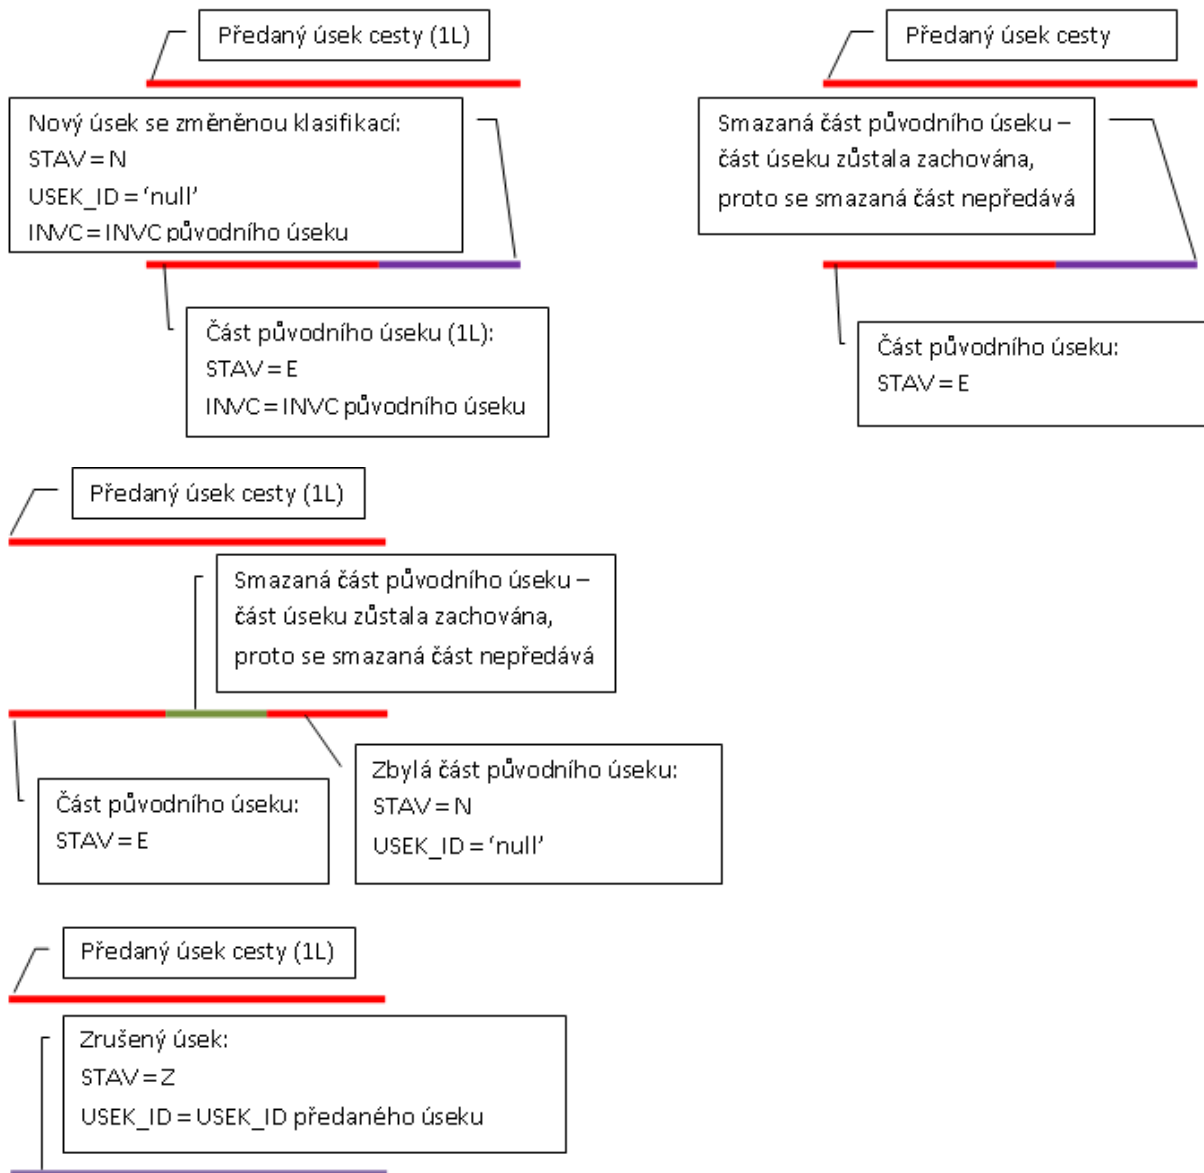 Předaný úsek cesty (1L)
Nový úsek se změněnou klasifikací:
STAV = N
USEK_ID = ‘null’
INVC = INVC původního úseku
Část původního úseku (1L):
STAV = E
INVC = INVC původního úseku
Předaný úsek cesty
Smazaná část původního úseku –
část úseku zůstala zachována,
proto se smazaná část nepředává
Část původního úseku:
STAV = E
Předaný úsek cesty (1L)
Smazaná část původního úseku –
část úseku zůstala zachována,
proto se smazaná část nepředává
Část původního úseku:
STAV = E
Zbylá část původního úseku:
STAV = N
USEK_ID = ‘null’
Předaný úsek cesty (1L)
Zrušený úsek:
STAV = Z
USEK_ID = USEK_ID předaného úseku